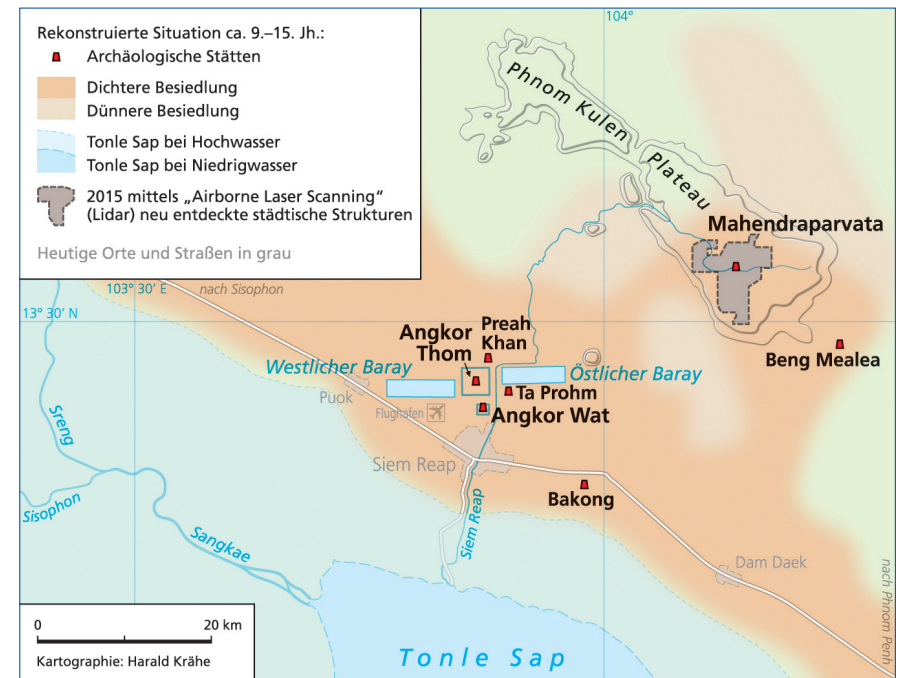 Rekonstruierte Situation ca. 9.–15. Jh.:
Archäologische Stätten
Dichtere Besiedlung
Dünnere Besiedlung
Tonle Sap bei Hochwasser
Tonle Sap bei Niedrigwasser
2015 mittels „Airborne Laser Scanning“
(Lidar) neu entdeckte städtische Strukturen
Heutige Orte und Straßen in grau
104°
Phnom Kulen
Plateau
Mahendraparvata
103° 30′ E
nach Sisophon
13° 30′ N
Angkor
Thom
Preah
Khan
Beng Mealea
Westlicher Baray
Östlicher Baray
Puok
Ta Prohm
Flughafen
Angkor Wat
Sreng
Siem Reap
Bakong
Sisophon
Siem Reap
Sangkae
Dam Daek
nach Phnom Penh
0 20 km
Kartographie: Harald Krähe
Tonle Sap